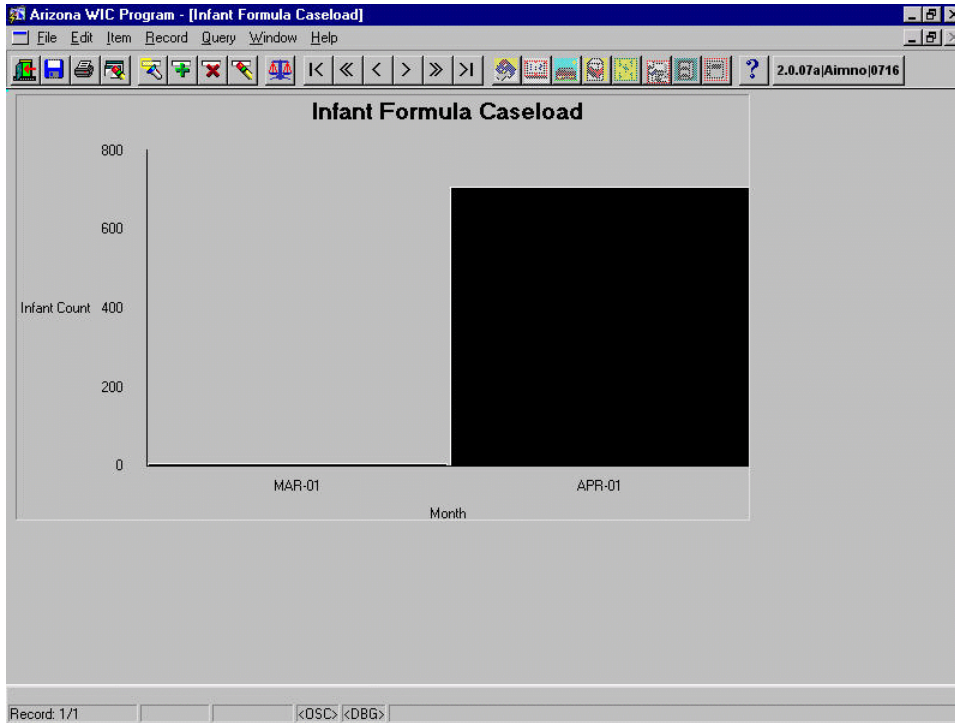 Arizona WIC Program - [Infant Formula Caseload]
File Edit Item Record Query Window Help
2.0.07a|Aimno|0716
Infant Formula Caseload
800
600
Infant Count 400
200
0
MAR-01 APR-01
Month
Record: 1/1 <OSC> <DBG>